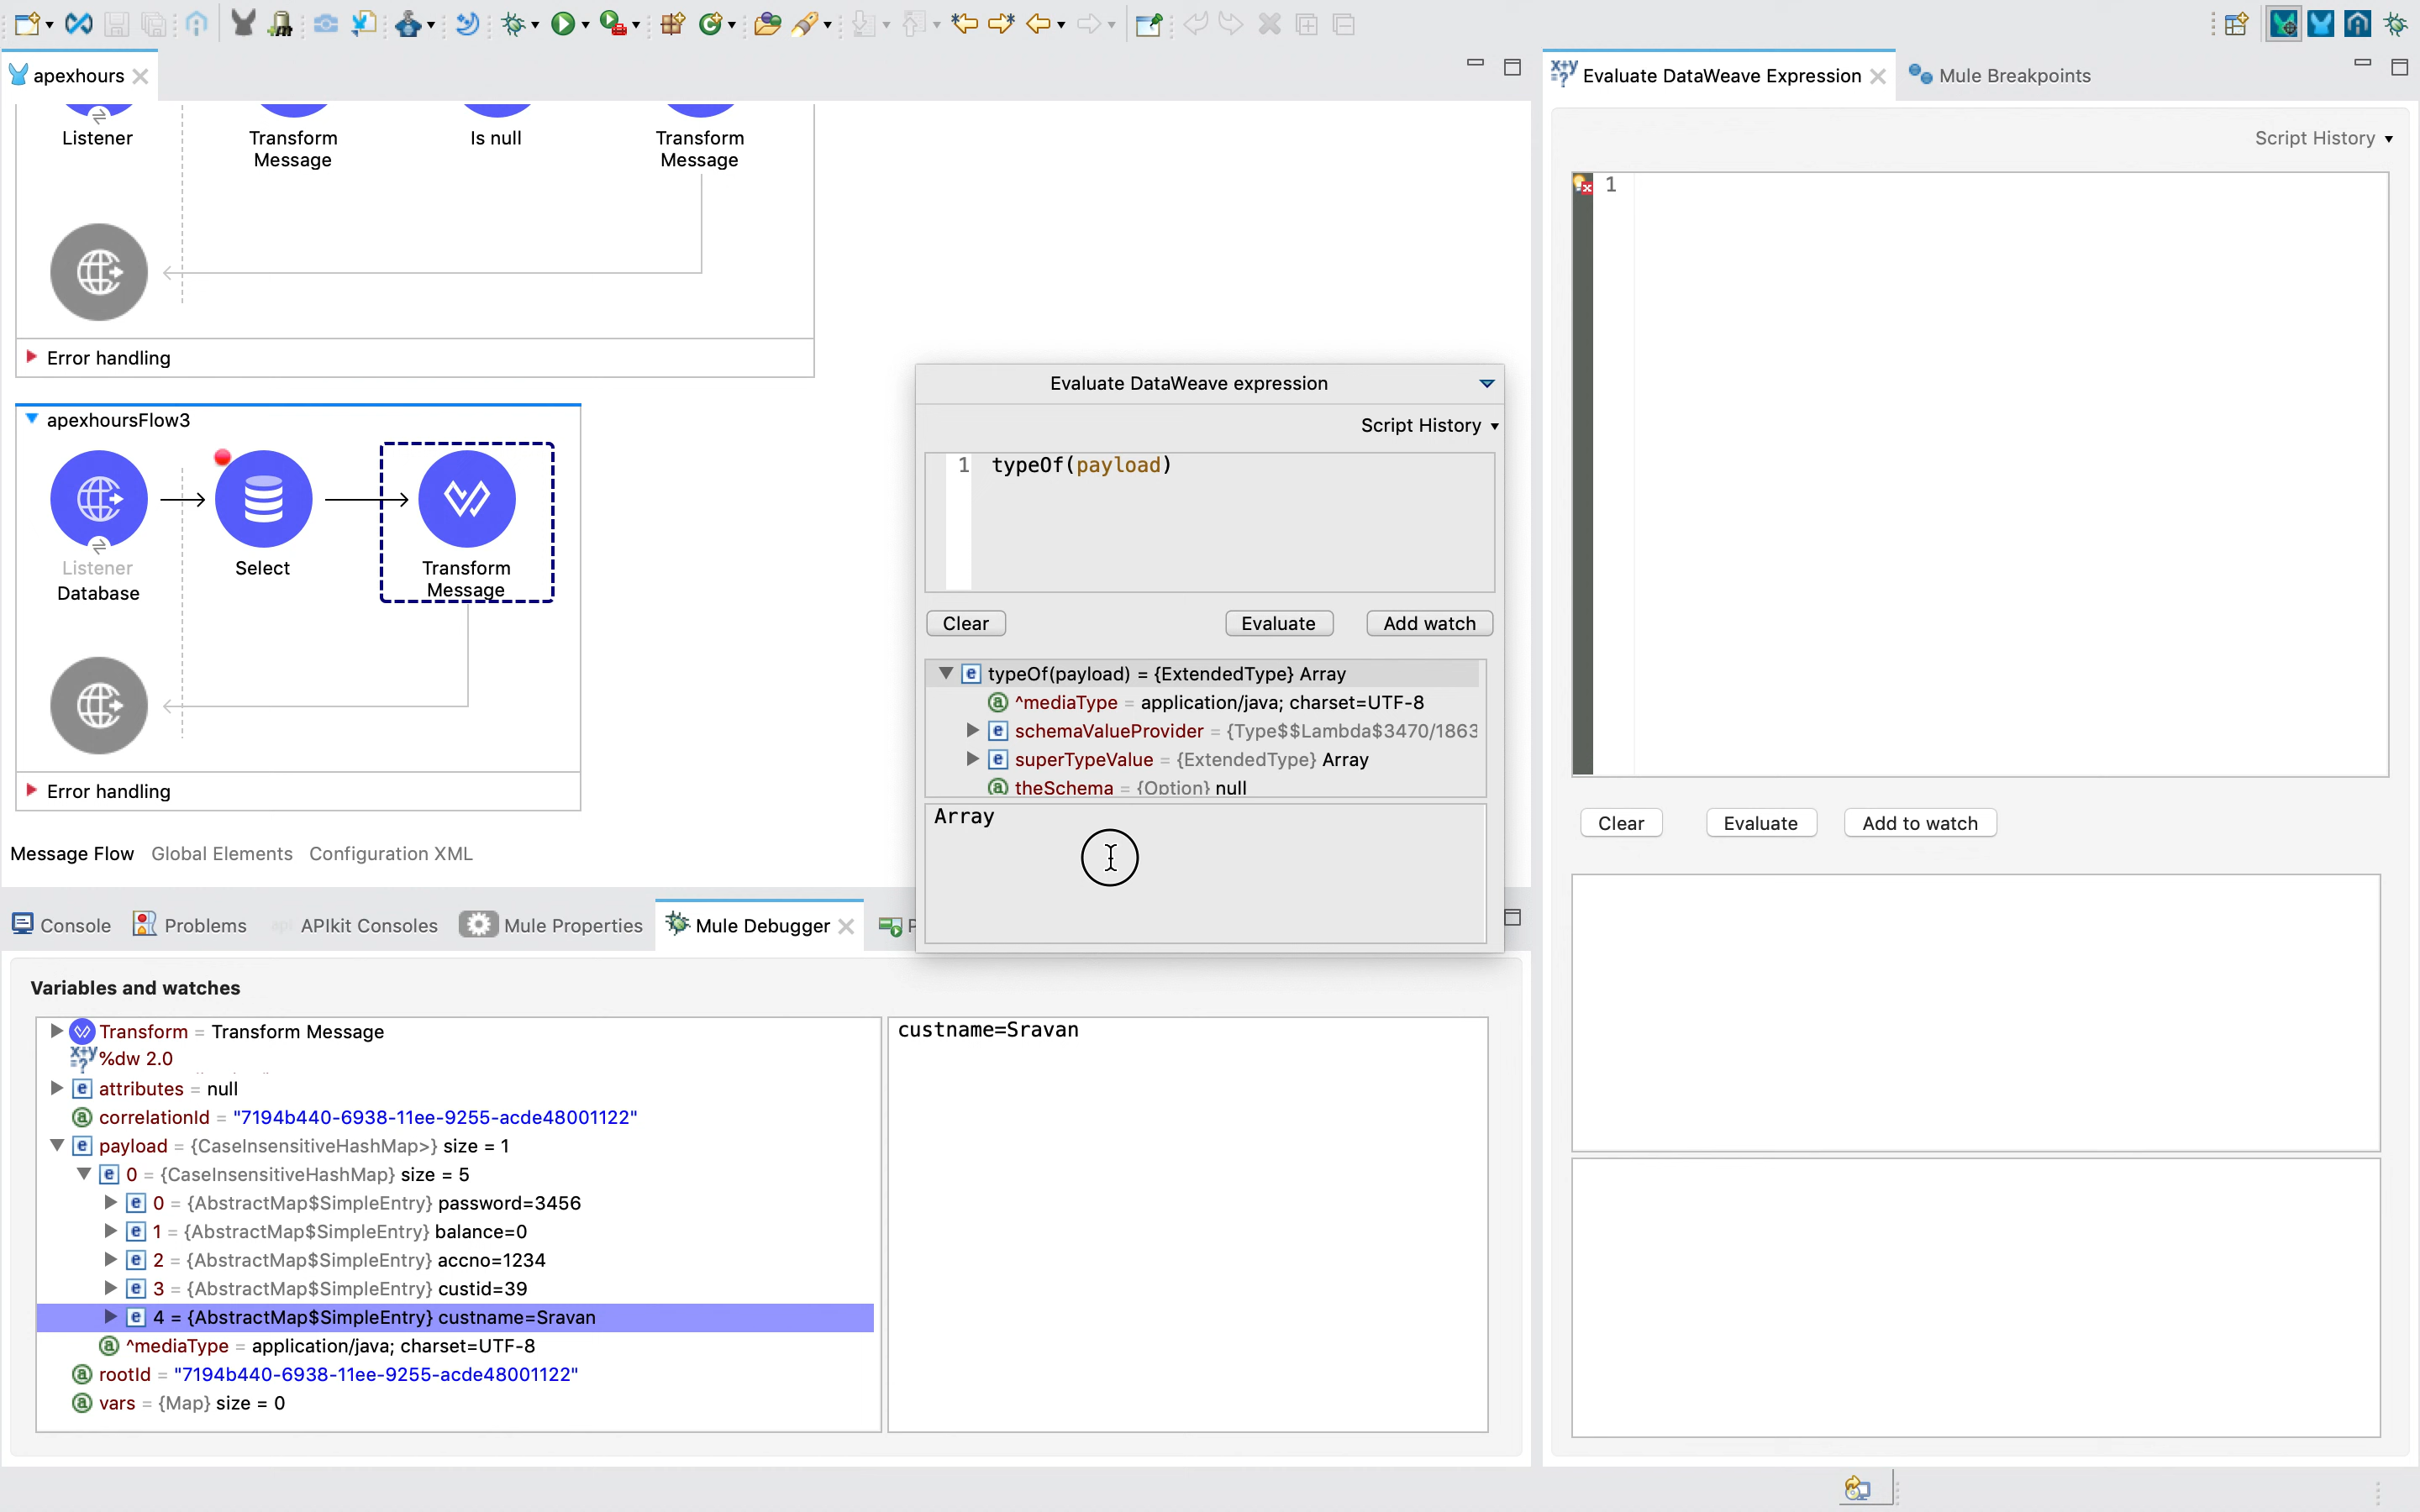 apexhours
Listener
Transform
Message
Is null
Transform
Message
Error handling
apexhoursFlow3
Listener
Database
Select
Transform
Message
Error handling
Message Flow Global Elements Configuration XML
Evaluate DataWeave expression
Script History
1 typeOf(payload)
Clear Evaluate Add watch
typeOf(payload) = {ExtendedType} Array
^mediaType = application/java; charset=UTF-8
schemaValueProvider = {Type$$Lambda$3470/1863
superTypeValue = {ExtendedType} Array
theSchema = {Option} null
Array
Console Problems APIkit Consoles Mule Properties Mule Debugger P
Variables and watches
Transform = Transform Message
%dw 2.0
attributes = null
correlationId = "7194b440-6938-11ee-9255-acde48001122"
payload = {CaseInsensitiveHashMap>} size = 1
0 = {CaseInsensitiveHashMap} size = 5
0 = {AbstractMap$SimpleEntry} password=3456
1 = {AbstractMap$SimpleEntry} balance=0
2 = {AbstractMap$SimpleEntry} accno=1234
3 = {AbstractMap$SimpleEntry} custid=39
4 = {AbstractMap$SimpleEntry} custname=Sravan
^mediaType = application/java; charset=UTF-8
rootId = "7194b440-6938-11ee-9255-acde48001122"
vars = {Map} size = 0
custname=Sravan
Evaluate DataWeave Expression Mule Breakpoints
Script History
1
Clear Evaluate Add to watch